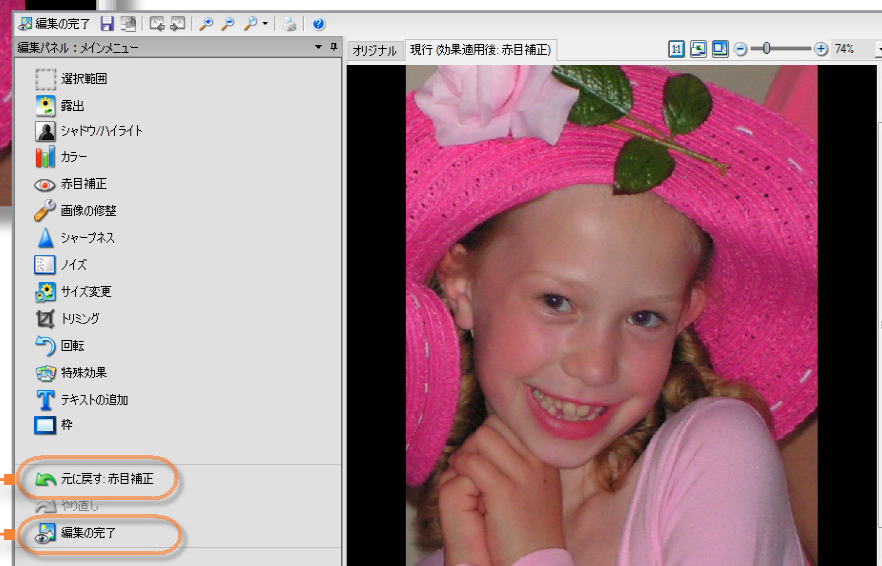 編集の完了
編集パネル : メインメニュー
オリジナル 現行 (効果適用後: 赤目補正) 1:1 74%
選択範囲
露出
シャドウ/ハイライト
カラー
赤目補正
画像の修整
シャープネス
ノイズ
サイズ変更
トリミング
回転
特殊効果
テキストの追加
枠
元に戻す: 赤目補正
やり直し
編集の完了